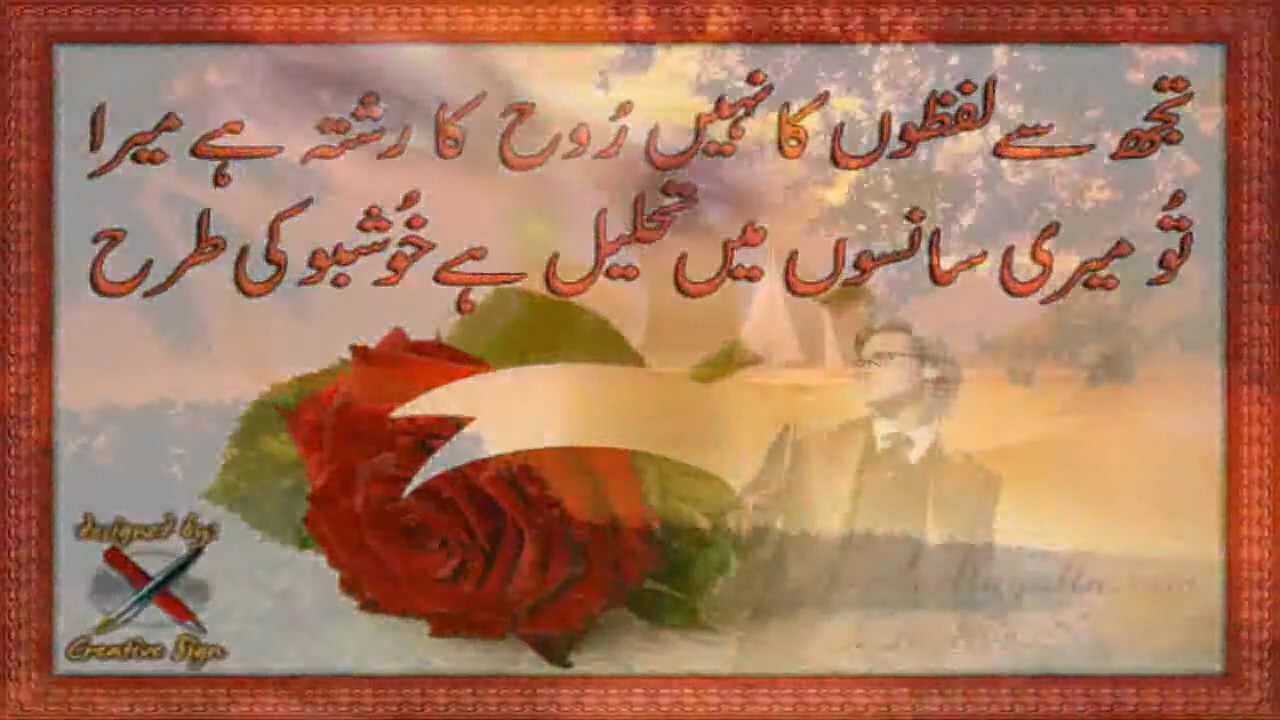 تجھ سے لفظوں کا نہیں رُوح کا رشتہ ہے میرا
تُو میری سانسوں میں تحلیل ہے خُوشبو کی طرح
designed by:
Creative Sign